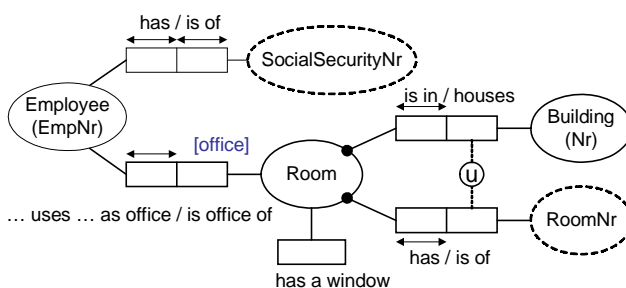 has / is of
SocialSecurityNr
Employee
(EmpNr)
is in / houses
Building
(Nr)
[office]
Room
u
… uses … as office / is office of
RoomNr
has / is of
has a window